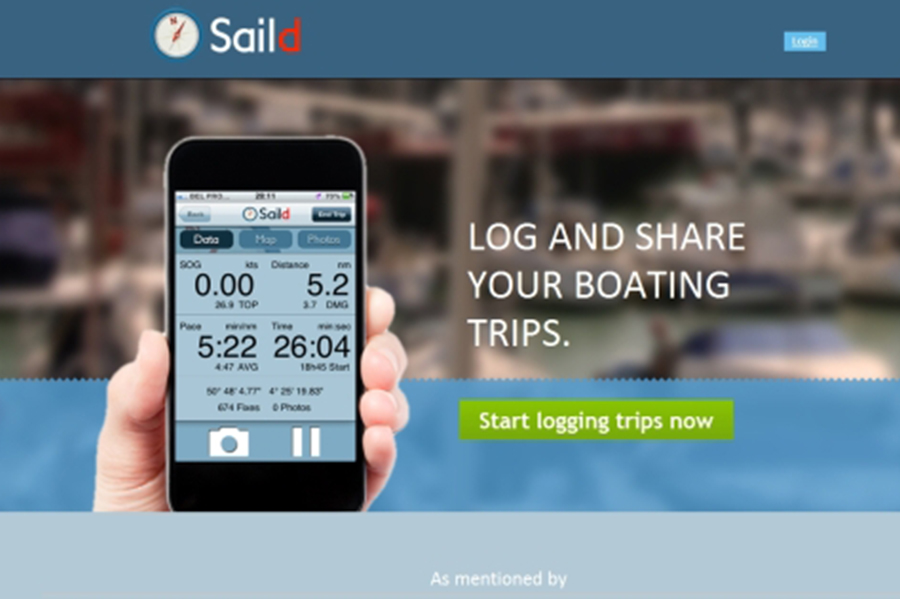 Saild
Login
BEL PRO... 20:11
Back Saild End Trip
Data Map Photos
SOG kts Distance nm
0.00 5.2
26.9 TOP 3.7 DMG
Pace min/nm Time min:sec
5:22 26:04
4:47 AVG 18h45 Start
50° 48' 4.77" 4° 25' 19.83"
674 Fixes 0 Photos
LOG AND SHARE
YOUR BOATING
TRIPS.
Start logging trips now
As mentioned by